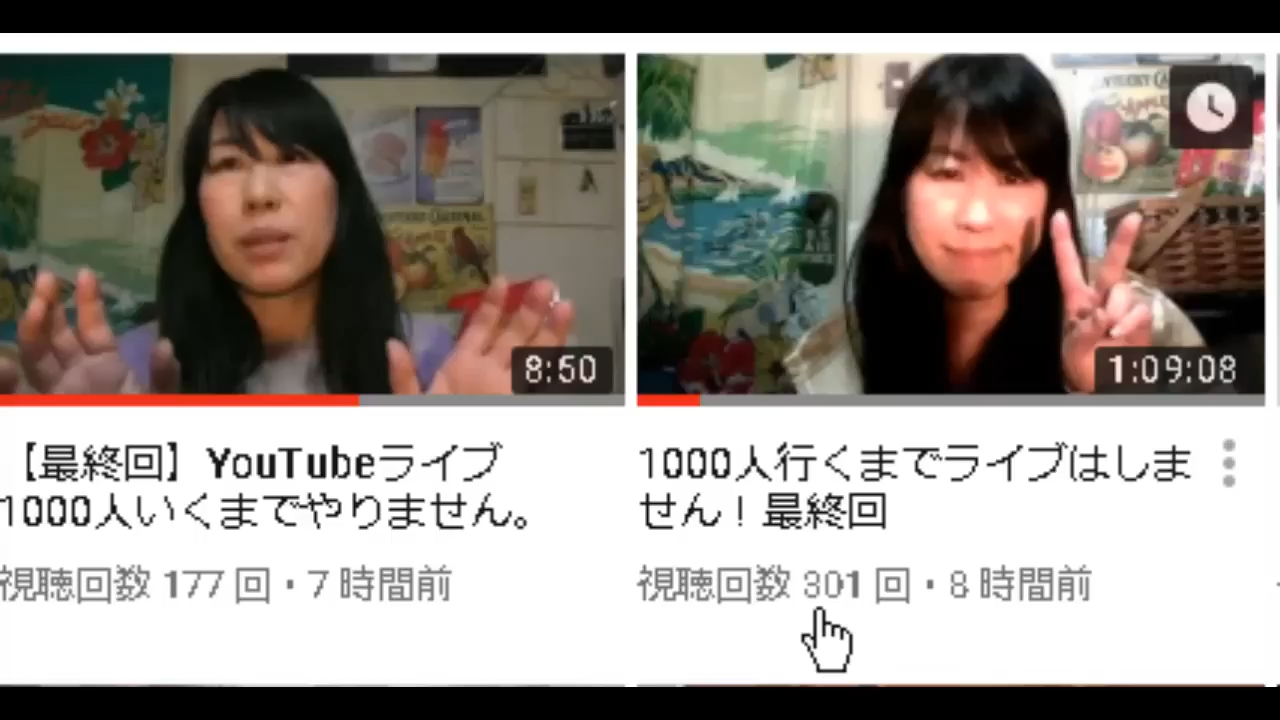 8:50
1:09:08
【最終回】YouTubeライブ
1000人いくまでやりません。
視聴回数 177 回・7 時間前
1000人行くまでライブはしま
せん！最終回
視聴回数 301 回・8 時間前